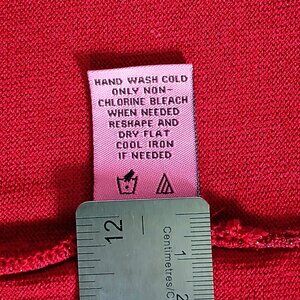 HAND WASH COLD
ONLY NON-
CHLORINE BLEACH
WHEN NEEDED
RESHAPE AND
DRY FLAT
COOL IRON
IF NEEDED
12
1
Centimetres/C